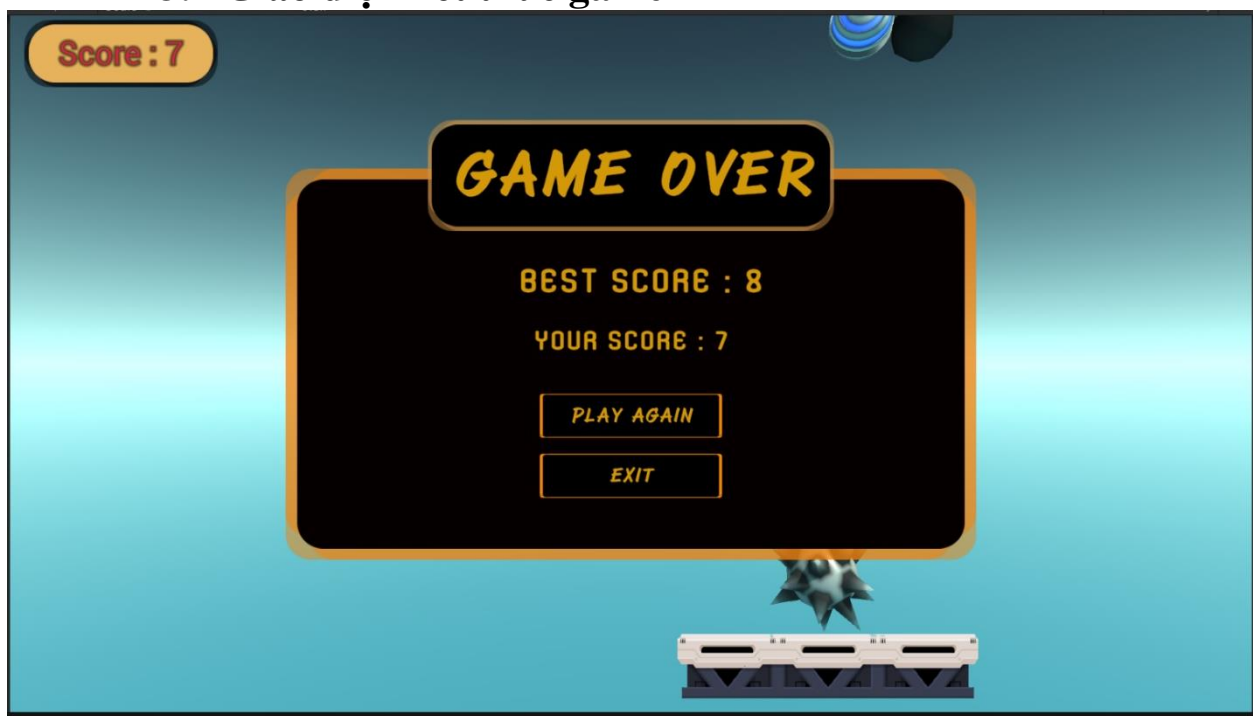 Score : 7
GAME OVER
BEST SCORE : 8
YOUR SCORE : 7
PLAY AGAIN
EXIT